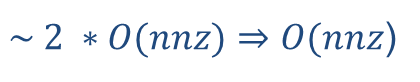 ~ 2 * O(nnz) ⇒ O(nnz)